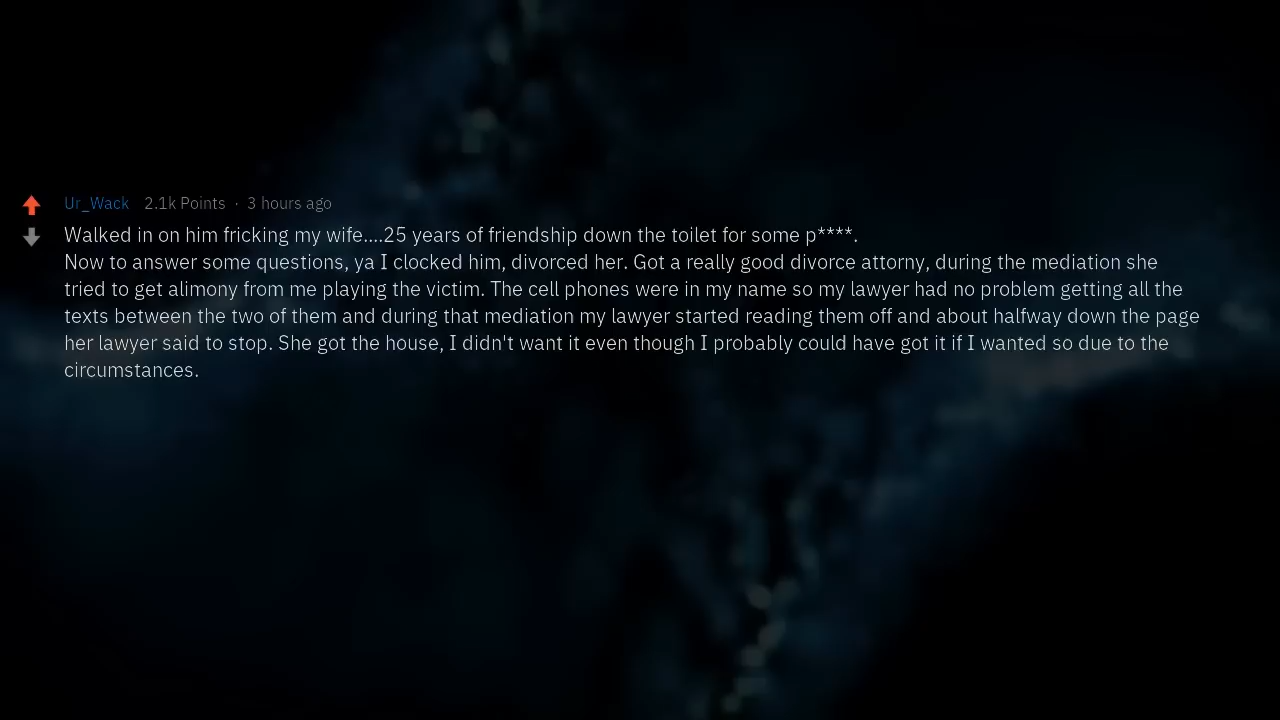 Ur_Wack 2.1k Points · 3 hours ago
Walked in on him fricking my wife....25 years of friendship down the toilet for some p****.
Now to answer some questions, ya I clocked him, divorced her. Got a really good divorce attorny, during the mediation she
tried to get alimony from me playing the victim. The cell phones were in my name so my lawyer had no problem getting all the
texts between the two of them and during that mediation my lawyer started reading them off and about halfway down the page
her lawyer said to stop. She got the house, I didn't want it even though I probably could have got it if I wanted so due to the
circumstances.